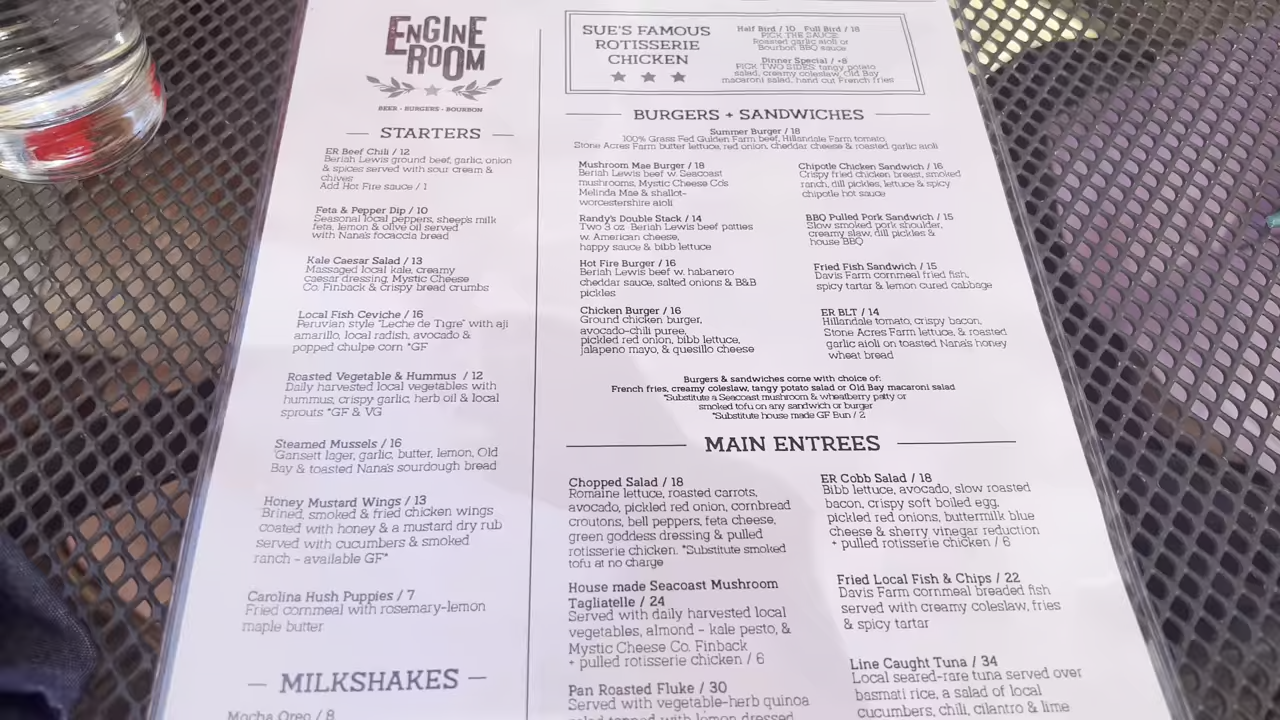 ENGINE
ROOM
BEER • BURGERS • BOURBON
STARTERS
ER Beef Chili / 12
Beriah Lewis ground beef, garlic, onion
& spices served with sour cream &
chives
Add Hot Fire sauce / 1
Feta & Pepper Dip / 10
Seasonal local peppers, sheep's milk
feta, lemon & olive oil served
with Nana's focaccia bread
Kale Caesar Salad / 13
Massaged local kale, creamy
caesar dressing, Mystic Cheese
Co. Finback & Crispy bread crumbs
Local Fish Ceviche / 16
Peruvian style "Leche de Tigre" with aji
amarillo, local radish, avocado &
popped chulpe corn *GF
Roasted Vegetable & Hummus / 12
Daily harvested local vegetables with
hummus, crispy garlic, herb oil & local
sprouts *GF & VG
Steamed Mussels / 16
'Gansett lager, garlic, butter, lemon, Old
Bay & toasted Nana's sourdough bread
Honey Mustard Wings / 13
Brined, smoked & fried chicken wings
coated with honey & a mustard dry rub
served with cucumbers & smoked
ranch - available GF*
Carolina Hush Puppies / 7
Fried cornmeal with rosemary-lemon
maple butter
MILKSHAKES
Mocha Oreo / 8
SUE'S FAMOUS
ROTISSERIE
CHICKEN
Half Bird / 10 Full Bird / 18
PICK THE SAUCE:
Roasted garlic aioli or
Bourbon BBQ sauce
Dinner Special / +8
PICK TWO SIDES: tangy potato
salad, creamy coleslaw, Old Bay
macaroni salad, hand cut French fries
BURGERS + SANDWICHES
Summer Burger / 18
100% Grass Fed Gulden Farm beef, Hillandale Farm tomato,
Stone Acres Farm butter lettuce, red onion, cheddar cheese & roasted garlic aioli
Mushroom Mae Burger / 18
Beriah Lewis beef w. Seacoast
mushrooms, Mystic Cheese Co's
Melinda Mae & shallot-
worcestershire aioli
Randy's Double Stack / 14
Two 3 oz Beriah Lewis beef patties
w. American cheese,
happy sauce & bibb lettuce
Hot Fire Burger / 16
Beriah Lewis beef w. habanero
cheddar sauce, salted onions & B&B
pickles
Chicken Burger / 16
Ground chicken burger,
avocado-chili puree,
pickled red onion, bibb lettuce,
jalapeno mayo, & quesillo cheese
Chipotle Chicken Sandwich / 16
Crispy fried chicken breast, smoked
ranch, dill pickles, lettuce & spicy
chipotle hot sauce
BBQ Pulled Pork Sandwich / 15
Slow smoked pork shoulder,
creamy slaw, dill pickles &
house BBQ
Fried Fish Sandwich / 15
Davis Farm cornmeal fried fish,
spicy tartar & lemon cured cabbage
ER BLT / 14
Hillandale tomato, crispy bacon,
Stone Acres Farm lettuce, & roasted
garlic aioli on toasted Nana's honey
wheat bread
Burgers & sandwiches come with choice of:
French fries, creamy coleslaw, tangy potato salad or Old Bay macaroni salad
*Substitute a Seacoast mushroom & wheatberry patty or
smoked tofu on any sandwich or burger
*Substitute house made GF Bun / 2
MAIN ENTREES
Chopped Salad / 18
Romaine lettuce, roasted carrots,
avocado, pickled red onion, cornbread
croutons, bell peppers, feta cheese,
green goddess dressing & pulled
rotisserie chicken. *Substitute smoked
tofu at no charge
House made Seacoast Mushroom
Tagliatelle / 24
Served with daily harvested local
vegetables, almond - kale pesto, &
Mystic Cheese Co. Finback
+ pulled rotisserie chicken / 6
Pan Roasted Fluke / 30
Served with vegetable-herb quinoa
salad topped with lemon dressed
ER Cobb Salad / 18
Bibb lettuce, avocado, slow roasted
bacon, crispy soft boiled egg,
pickled red onions, buttermilk blue
cheese & sherry vinegar reduction
+ pulled rotisserie chicken / 6
Fried Local Fish & Chips / 22
Davis Farm cornmeal breaded fish
served with creamy coleslaw, fries
& spicy tartar
Line Caught Tuna / 34
Local seared-rare tuna served over
basmati rice, a salad of local
cucumbers, chili, cilantro & lime